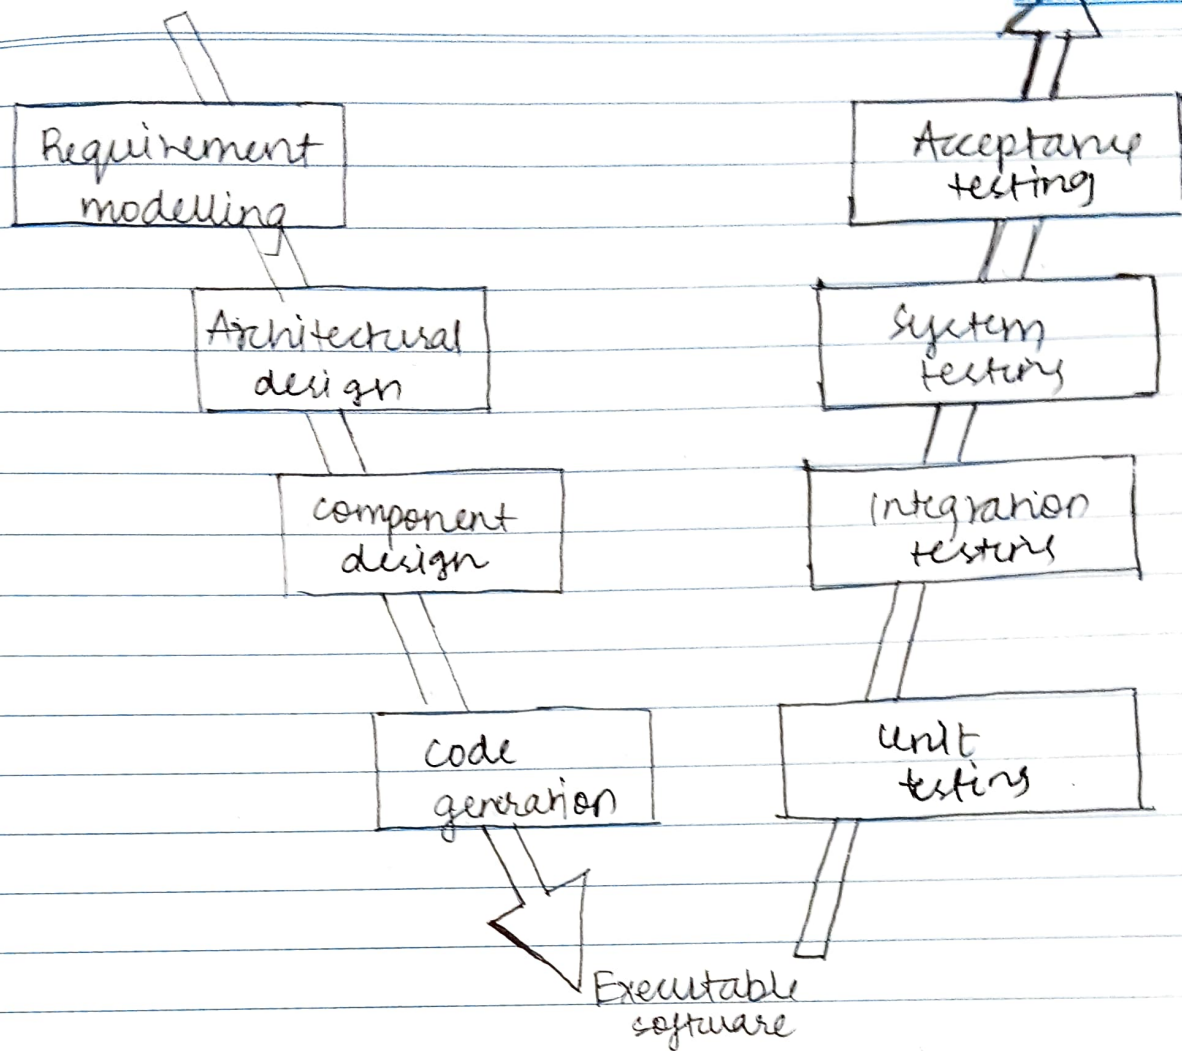 Requirement
modelling
Architectural
design
component
design
code
generation
Executable
software
Acceptance
testing
System
testing
Integration
testing
unit
testing